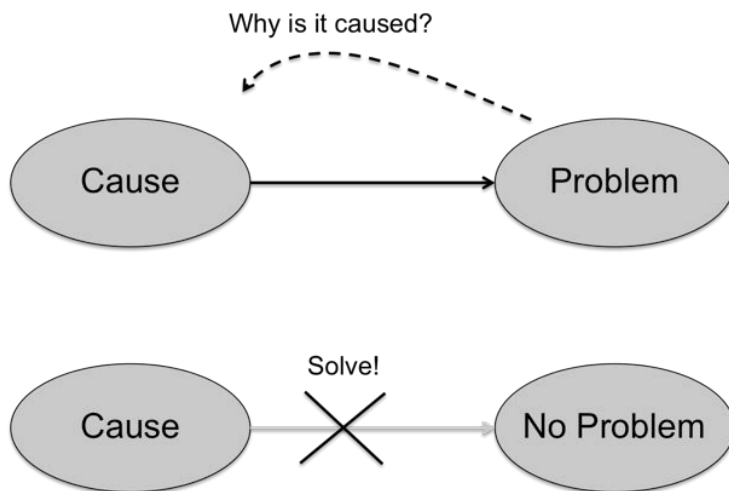 Why is it caused?
Cause
Problem
Solve!
Cause
No Problem